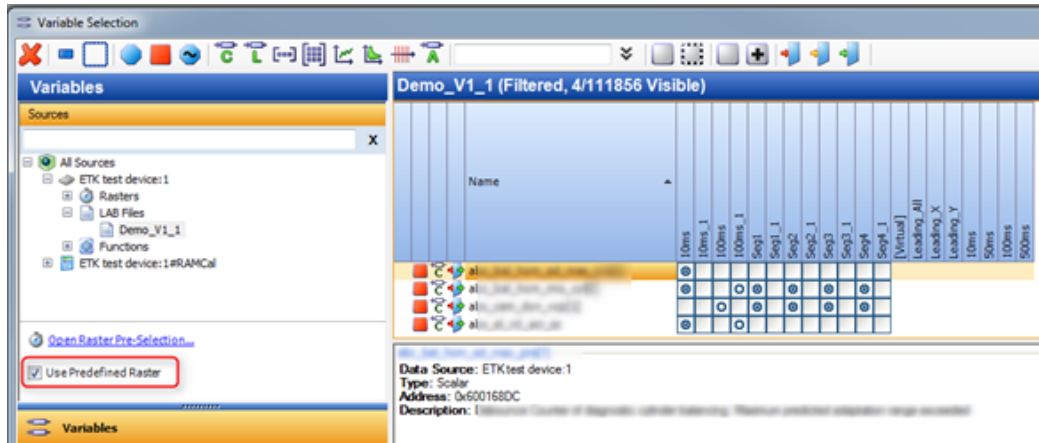 Variable Selection
Variables
Sources
X
All Sources
ETK test device:1
Rasters
LAB Files
Demo_V1_1
Functions
ETK test device:1#RAMCal
Open Raster Pre-Selection...
Use Predefined Raster
Variables
Demo_V1_1 (Filtered, 4/111856 Visible)
Name
10ms
10ms_1
100ms
100ms_1
Seg1
Seg1_1
Seg2
Seg2_1
Seg3
Seg3_1
Seg4
Seg4_1
[Virtual]
Leading_All
Leading_X
Leading_Y
10ms
50ms
100ms
500ms
Data Source: ETK test device:1
Type: Scalar
Address: 0x600168DC
Description: